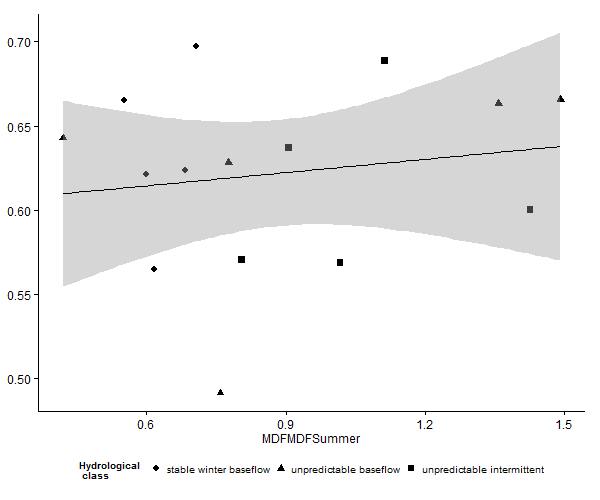 0.70
0.65
0.60
0.55
0.50
0.6 0.9 1.2 1.5
MDFMDFSummer
Hydrological
class
stable winter baseflow unpredictable baseflow unpredictable intermittent